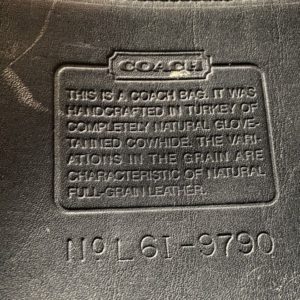 COACH
THIS IS A COACH BAG. IT WAS
HANDCRAFTED IN TURKEY OF
COMPLETELY NATURAL GLOVE-
TANNED COWHIDE. THE VARI-
ATIONS IN THE GRAIN ARE
CHARACTERISTIC OF NATURAL
FULL-GRAIN LEATHER.
No L6I-9790